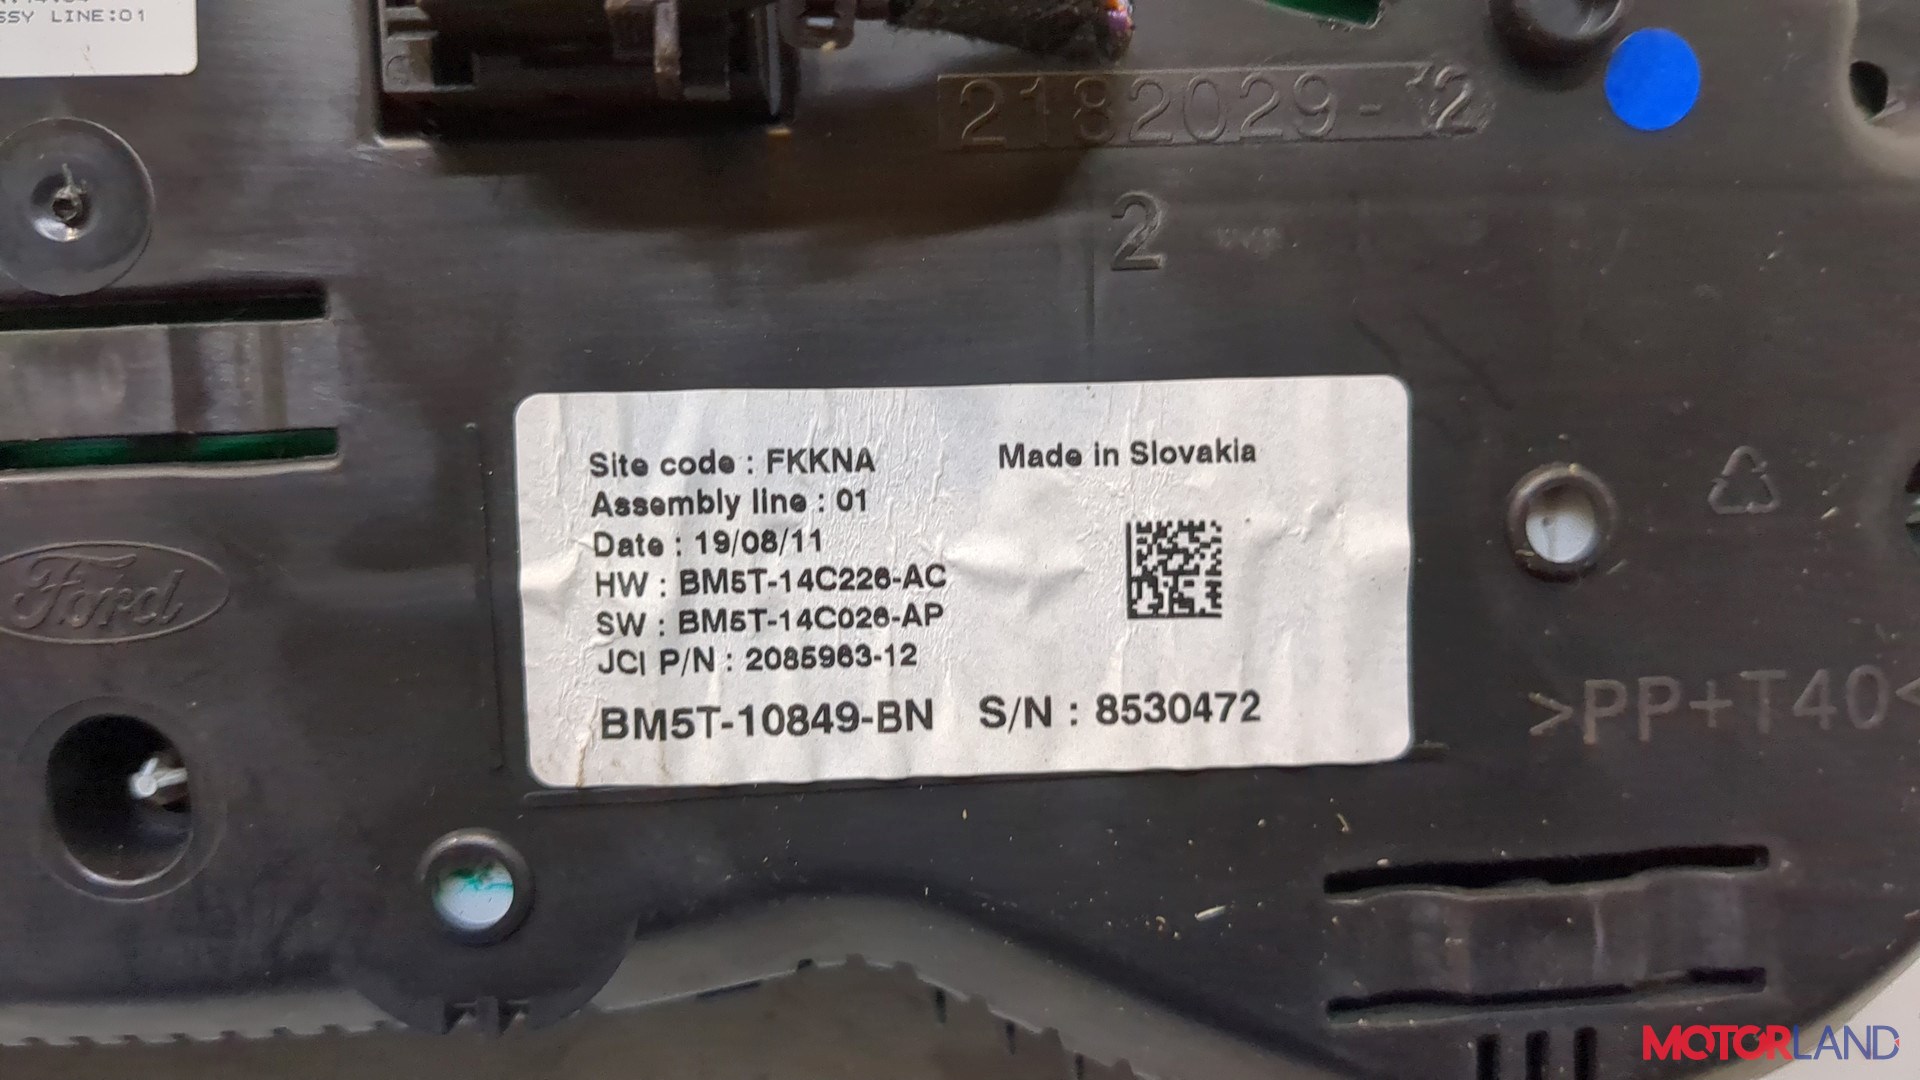 SSY LINE:01
2182029-12
2
Site code : FKKNA
Made in Slovakia
Assembly line : 01
Date : 19/08/11
HW : BM5T-14C226-AC
SW : BM5T-14C026-AP
JCI P/N : 2085963-12
BM5T-10849-BN S/N : 8530472
Ford
>PP+T40<
MOTORLAND